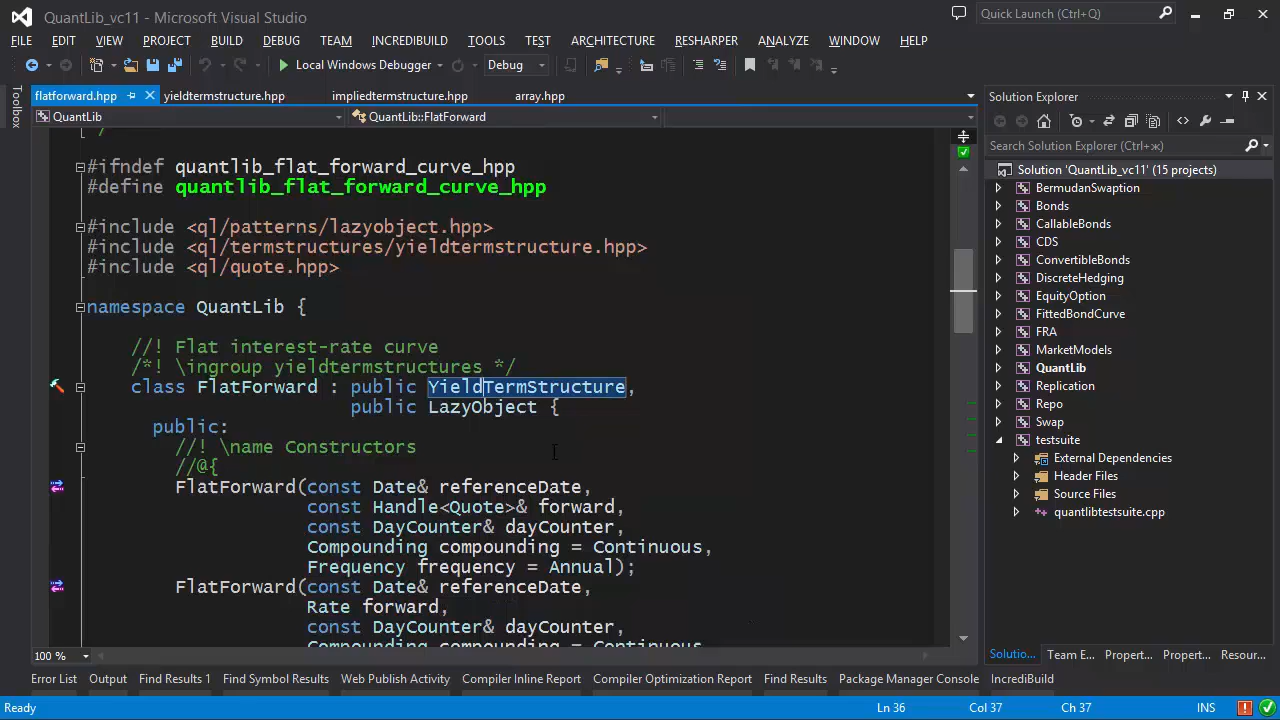 QuantLib_vc11 - Microsoft Visual Studio
Quick Launch (Ctrl+Q)
FILE EDIT VIEW PROJECT BUILD DEBUG TEAM INCREDIBUILD TOOLS TEST ARCHITECTURE RESHARPER ANALYZE WINDOW HELP
Local Windows Debugger Debug
Toolbox
flatforward.hpp yieldtermstructure.hpp impliedtermstructure.hpp array.hpp
QuantLib QuantLib::FlatForward
*/
#ifndef quantlib_flat_forward_curve_hpp
#define quantlib_flat_forward_curve_hpp
#include <ql/patterns/lazyobject.hpp>
#include <ql/termstructures/yieldtermstructure.hpp>
#include <ql/quote.hpp>
namespace QuantLib {
//! Flat interest-rate curve
/*! \ingroup yieldtermstructures */
class FlatForward : public YieldTermStructure,
public LazyObject {
public:
//! \name Constructors
//@{
FlatForward(const Date& referenceDate,
const Handle<Quote>& forward,
const DayCounter& dayCounter,
Compounding compounding = Continuous,
Frequency frequency = Annual);
FlatForward(const Date& referenceDate,
Rate forward,
const DayCounter& dayCounter,
Compounding compounding = Continuous,
100 %
Solution Explorer
Search Solution Explorer (Ctrl+ж)
Solution 'QuantLib_vc11' (15 projects)
BermudanSwaption
Bonds
CallableBonds
CDS
ConvertibleBonds
DiscreteHedging
EquityOption
FittedBondCurve
FRA
MarketModels
QuantLib
Replication
Repo
Swap
testsuite
External Dependencies
Header Files
Source Files
quantlibtestsuite.cpp
Solutio... Team E... Propert... Propert... Resour...
Error List Output Find Results 1 Find Symbol Results Web Publish Activity Compiler Inline Report Compiler Optimization Report Find Results Package Manager Console IncrediBuild
Ready Ln 36 Col 37 Ch 37 INS